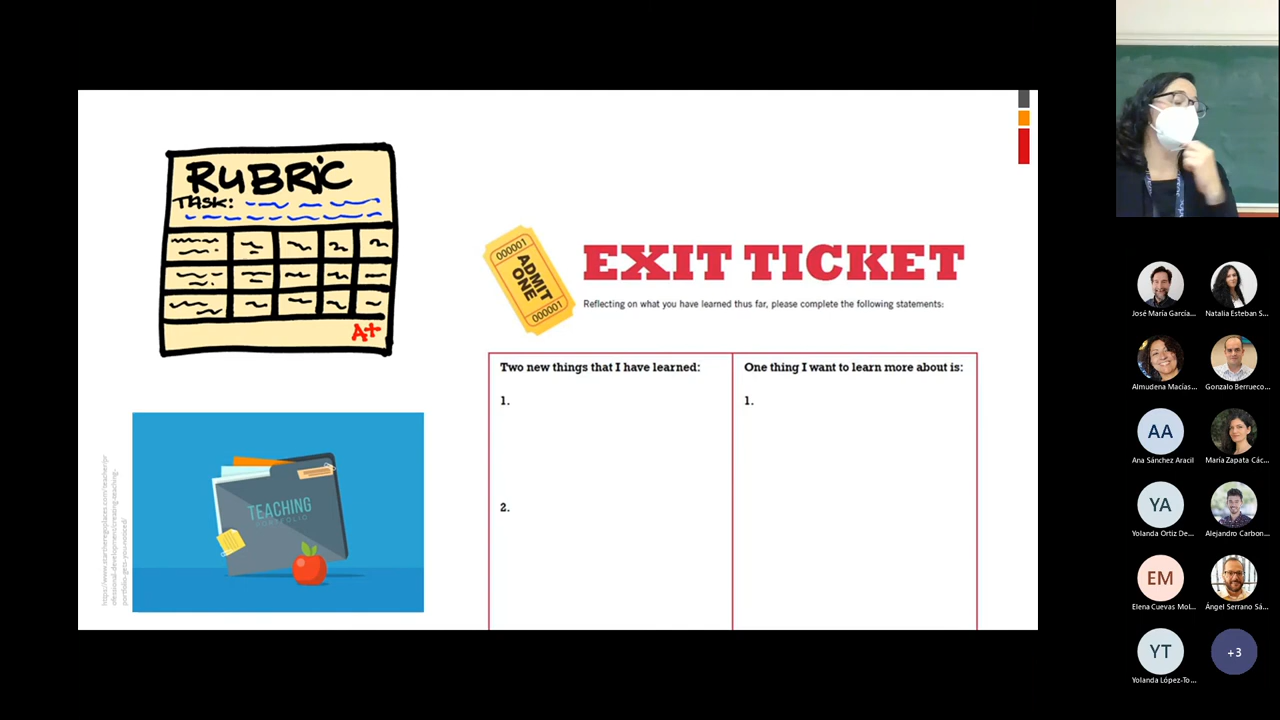 RUBRIC
TASK:
A+
000001
ADMIT
ONE
000001
EXIT TICKET
Reflecting on what you have learned thus far, please complete the following statements:
Two new things that I have learned:
1.
2.
One thing I want to learn more about is:
1.
TEACHING
PORTFOLIO
José María García...
Natalia Esteban S...
Almudena Macías...
Gonzalo Berrueco...
AA
Ana Sánchez Aracil
María Zapata Các...
YA
Yolanda Ortiz De...
Alejandro Carbon...
EM
Elena Cuevas Mol...
Ángel Serrano Sá...
YT
Yolanda López-To...
+3